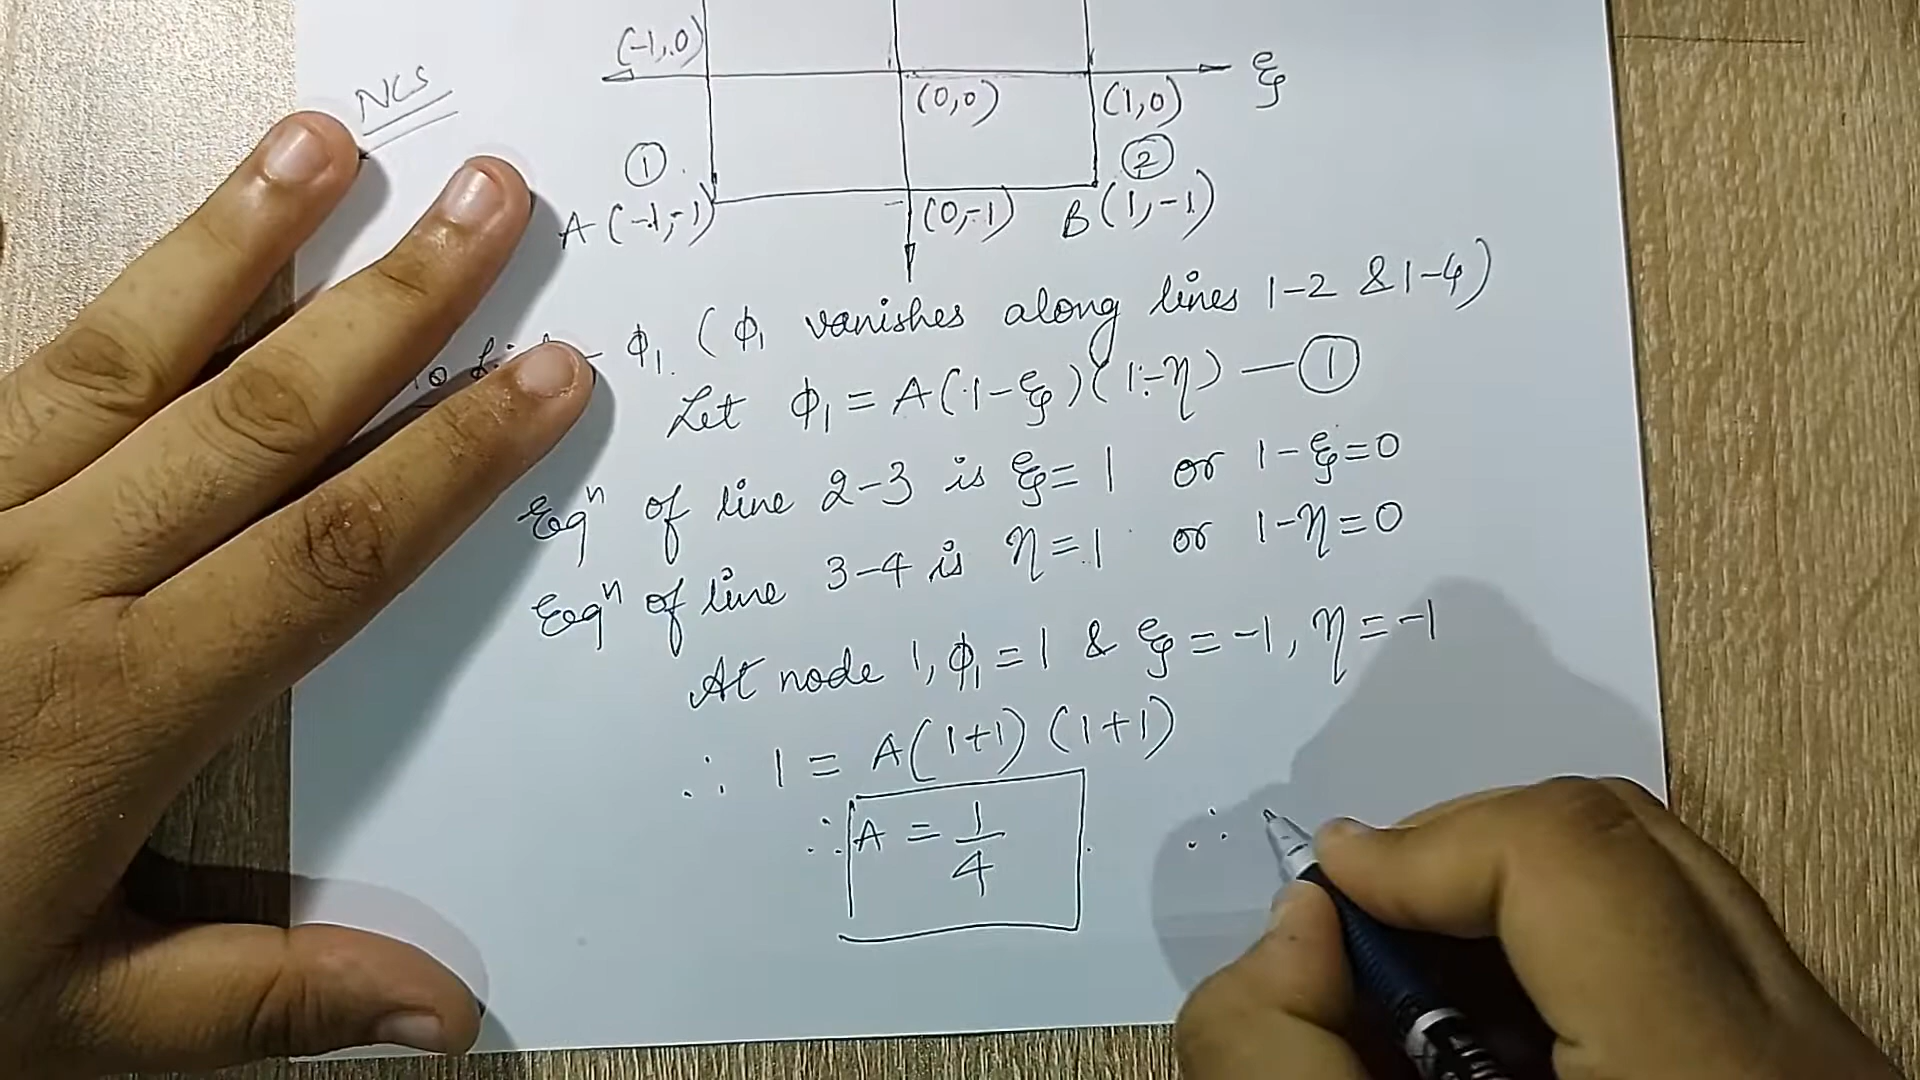 (-1,0)
ξ
NCS
(0,0) (1,0)
① ②
A(-1,-1) (0,-1) B(1,-1)
ϕ₁ (ϕ₁ vanishes along lines 1-2 & 1-4)
Let ϕ₁ = A(1-ξ)(1-η) — ①
Eqⁿ of line 2-3 is ξ=1 or 1-ξ=0
Eqⁿ of line 3-4 is η=1 or 1-η=0
At node 1, ϕ₁=1 & ξ=-1, η=-1
∴ 1 = A(1+1)(1+1)
∴ A = 1/4 ∴